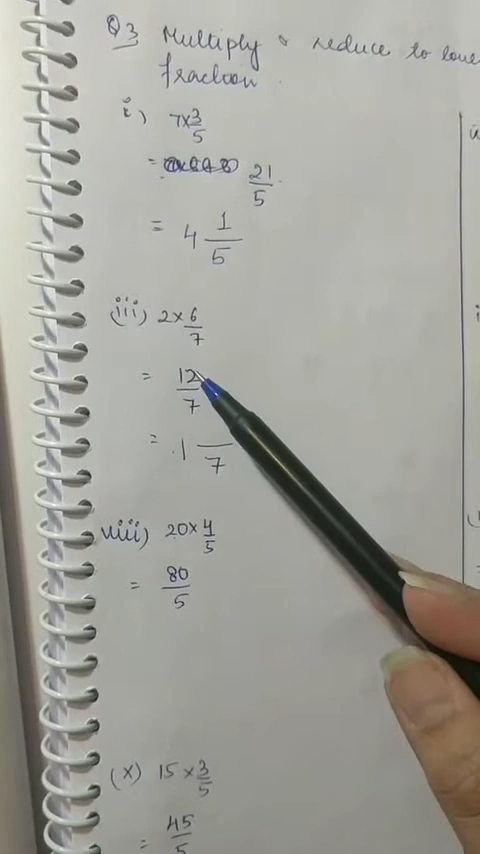 Q3 Multiply & reduce to
fraction.
i) 7×3/5
= 21/5
= 4 1/5
(iii) 2×6/7
= 12/7
= 1 /7
viii) 20×4/5
= 80/5
(x) 15×3/5
= 45/5